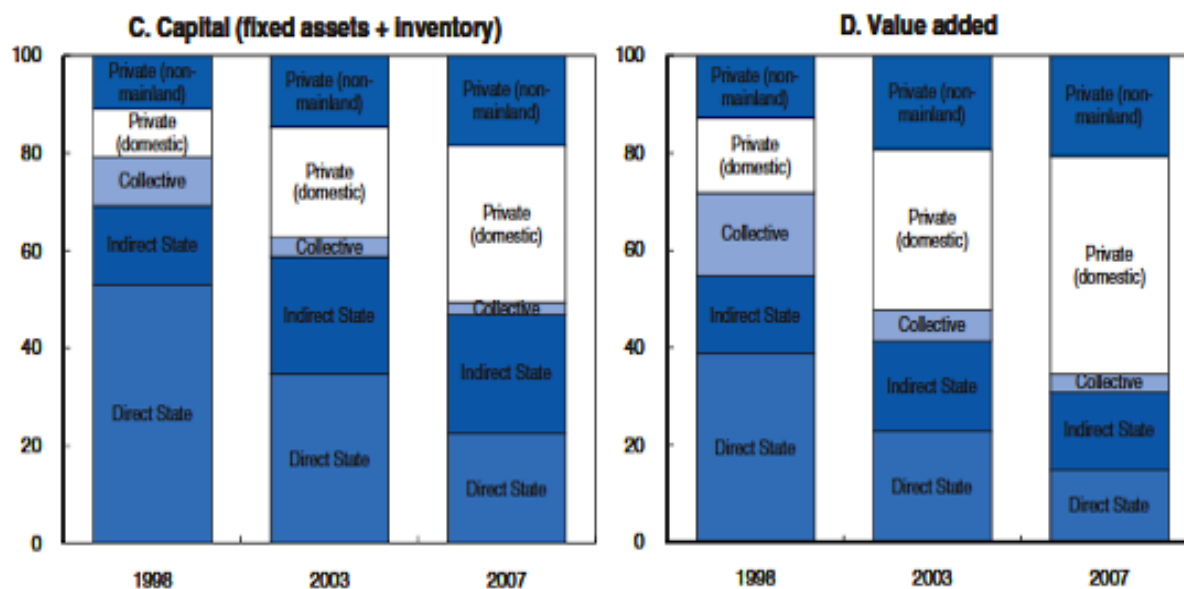 C. Capital (fixed assets + inventory)
100
80
60
40
20
0
Private (non-
mainland)
Private
(domestic)
Collective
Indirect State
Direct State
Private (non-
mainland)
Private
(domestic)
Collective
Indirect State
Direct State
Private (non-
mainland)
Private
(domestic)
Collective
Indirect State
Direct State
1998
2003
2007
D. Value added
100
80
60
40
20
0
Private (non-
mainland)
Private
(domestic)
Collective
Indirect State
Direct State
Private (non-
mainland)
Private
(domestic)
Collective
Indirect State
Direct State
Private (non-
mainland)
Private
(domestic)
Collective
Indirect State
Direct State
1998
2003
2007